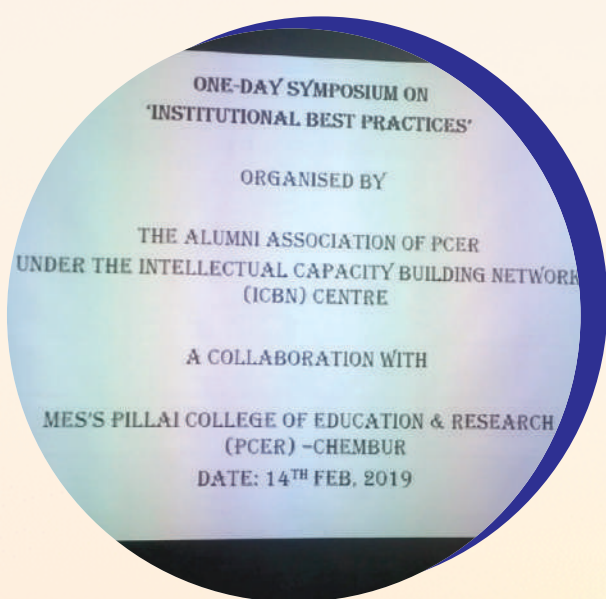 ONE-DAY SYMPOSIUM ON
'INSTITUTIONAL BEST PRACTICES'
ORGANISED BY
THE ALUMNI ASSOCIATION OF PCER
UNDER THE INTELLECTUAL CAPACITY BUILDING NETWORK
(ICBN) CENTRE
A COLLABORATION WITH
MES'S PILLAI COLLEGE OF EDUCATION & RESEARCH
(PCER) –CHEMBUR
DATE: 14TH FEB, 2019